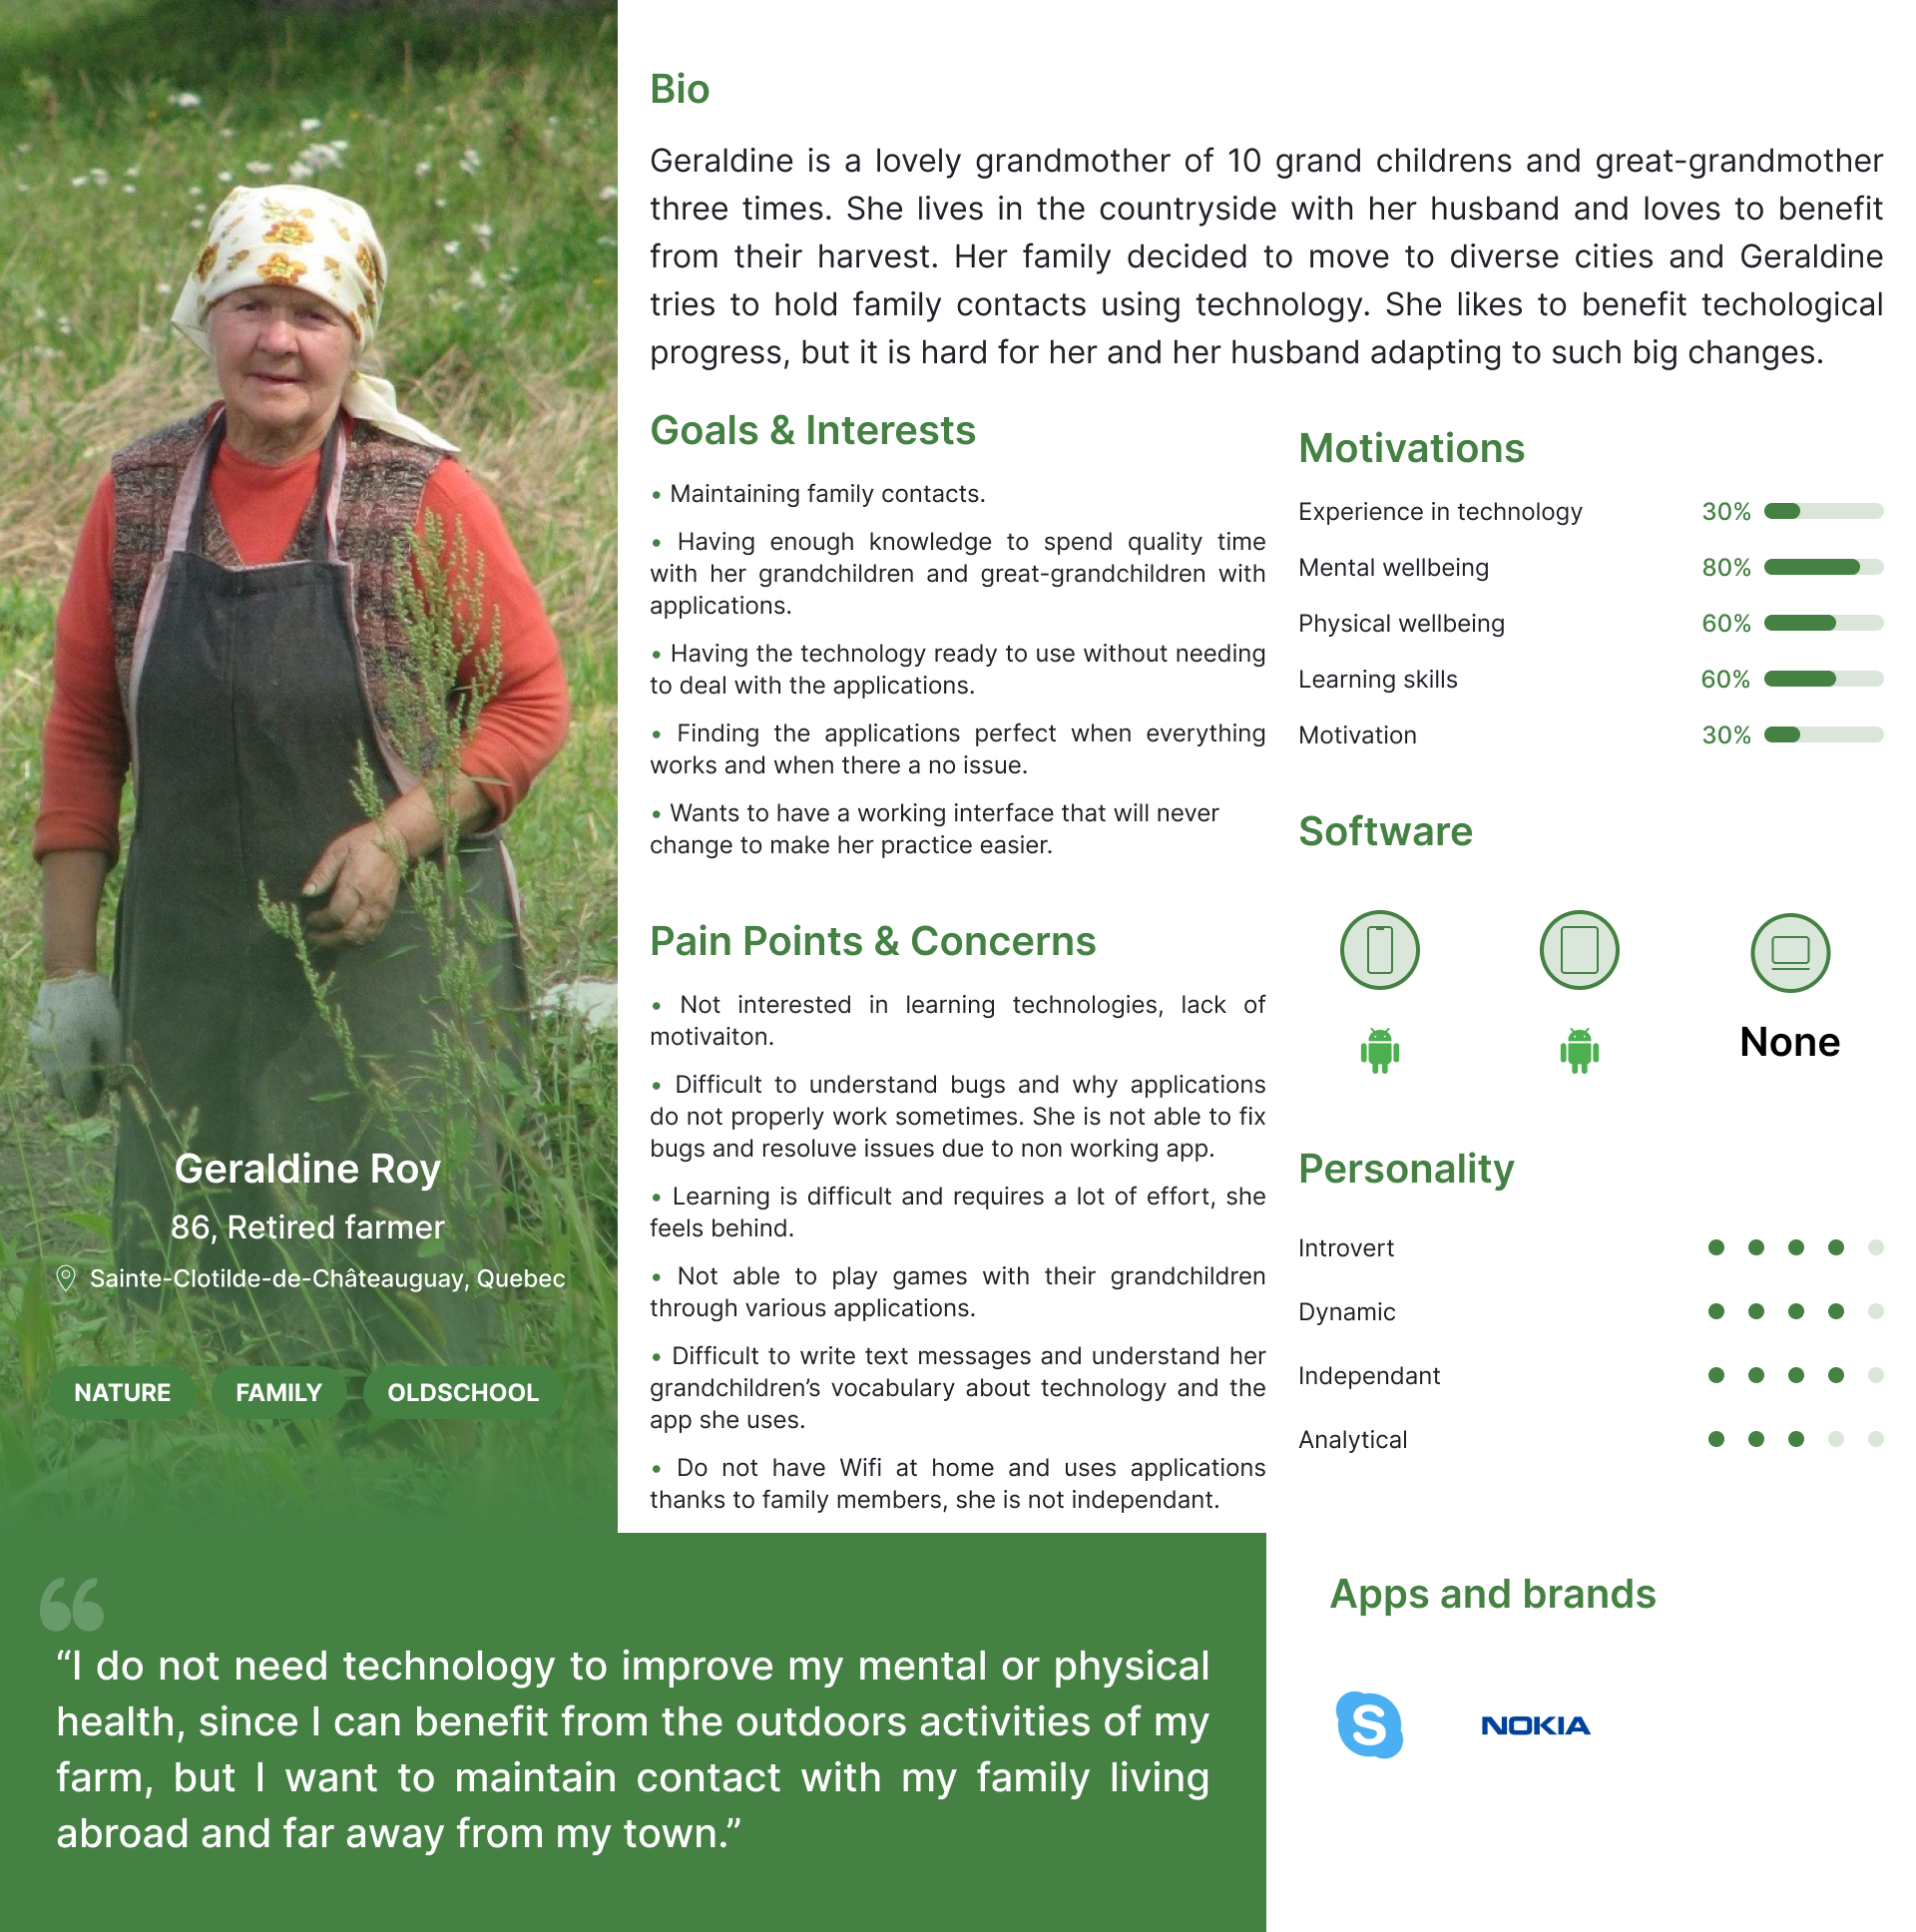 Bio
Geraldine is a lovely grandmother of 10 grand childrens and great-grandmother
three times. She lives in the countryside with her husband and loves to benefit
from their harvest. Her family decided to move to diverse cities and Geraldine
tries to hold family contacts using technology. She likes to benefit techological
progress, but it is hard for her and her husband adapting to such big changes.
Goals & Interests
• Maintaining family contacts.
• Having enough knowledge to spend quality time
with her grandchildren and great-grandchildren with
applications.
• Having the technology ready to use without needing
to deal with the applications.
• Finding the applications perfect when everything
works and when there a no issue.
• Wants to have a working interface that will never
change to make her practice easier.
Pain Points & Concerns
• Not interested in learning technologies, lack of
motivaiton.
• Difficult to understand bugs and why applications
do not properly work sometimes. She is not able to fix
bugs and resoluve issues due to non working app.
• Learning is difficult and requires a lot of effort, she
feels behind.
• Not able to play games with their grandchildren
through various applications.
• Difficult to write text messages and understand her
grandchildren’s vocabulary about technology and the
app she uses.
• Do not have Wifi at home and uses applications
thanks to family members, she is not independant.
Motivations
Experience in technology 30%
Mental wellbeing 80%
Physical wellbeing 60%
Learning skills 60%
Motivation 30%
Software
None
Personality
Introvert
Dynamic
Independant
Analytical
Geraldine Roy
86, Retired farmer
Sainte-Clotilde-de-Châteauguay, Quebec
NATURE FAMILY OLDSCHOOL
“I do not need technology to improve my mental or physical
health, since I can benefit from the outdoors activities of my
farm, but I want to maintain contact with my family living
abroad and far away from my town.”
Apps and brands
S NOKIA